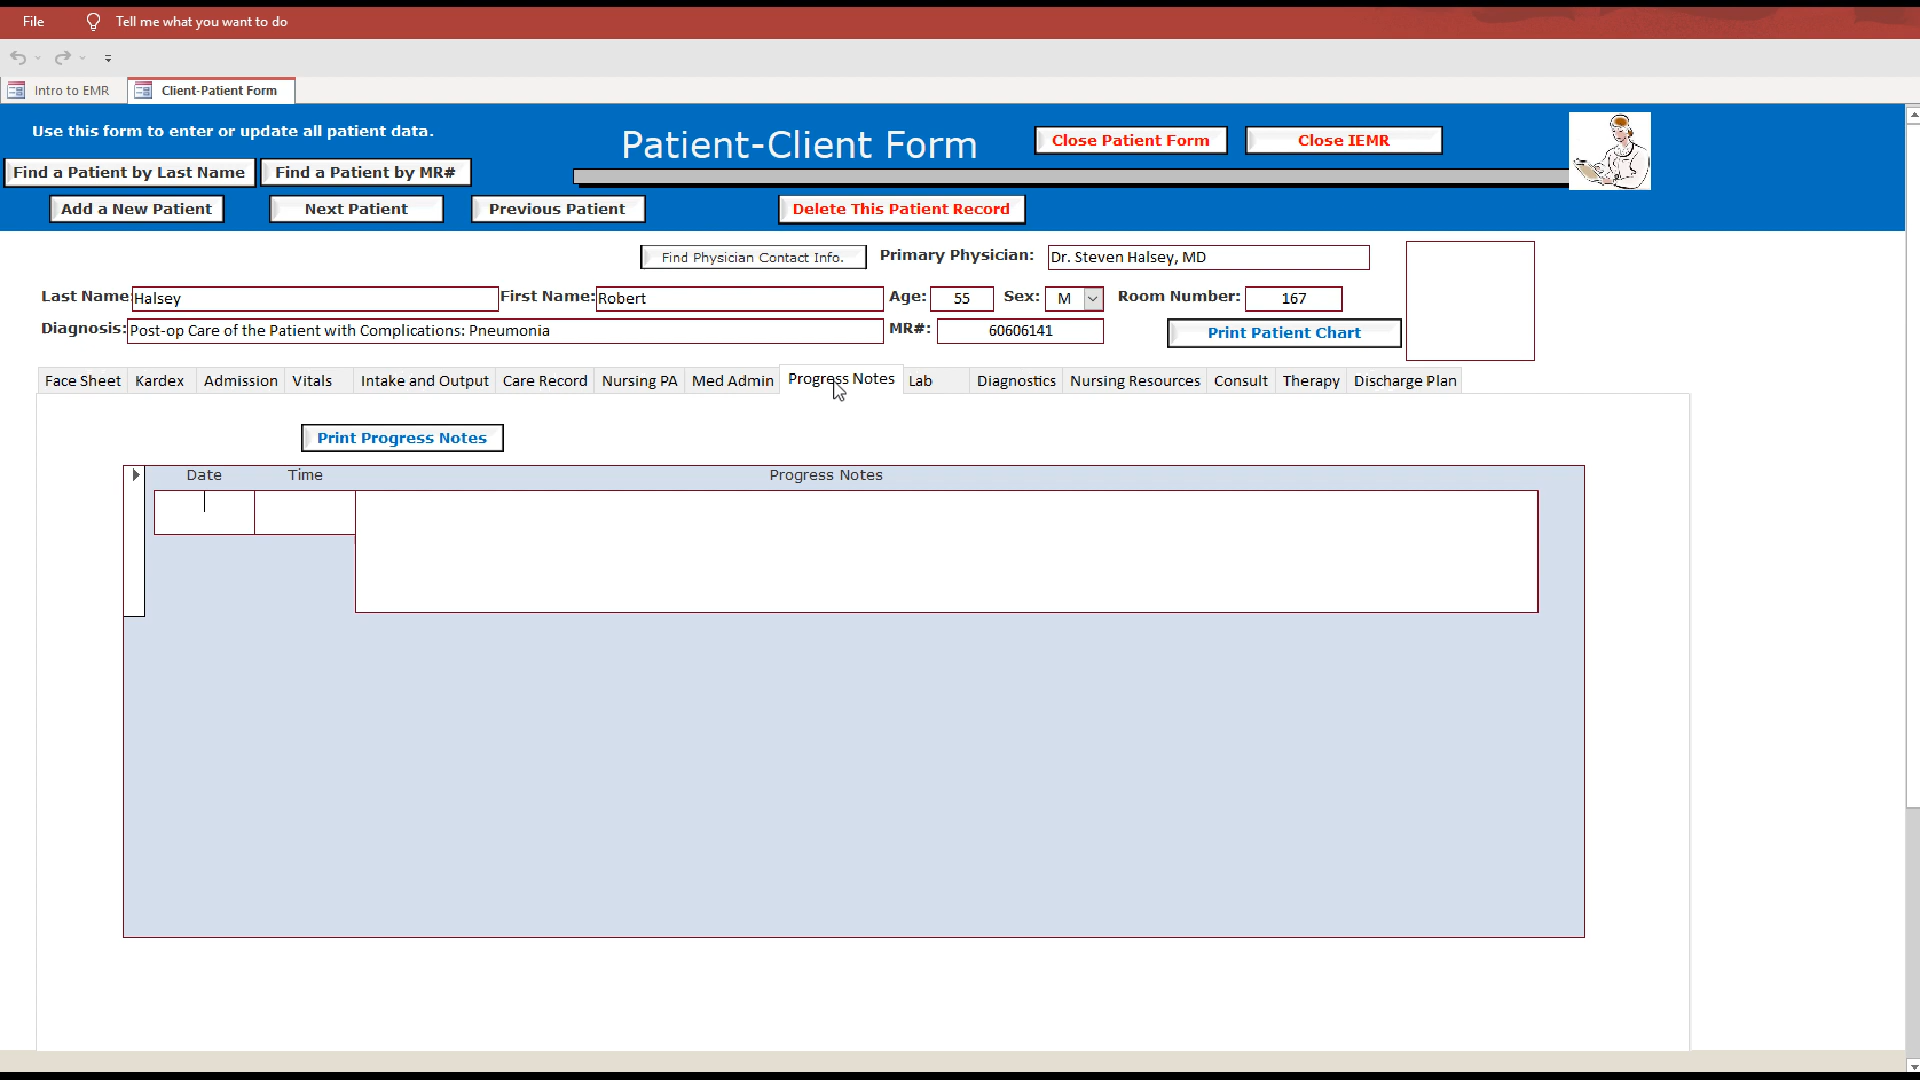 File Tell me what you want to do
Intro to EMR Client-Patient Form
Use this form to enter or update all patient data.
Patient-Client Form
Close Patient Form Close IEMR
Find a Patient by Last Name Find a Patient by MR#
Add a New Patient Next Patient Previous Patient Delete This Patient Record
Find Physician Contact Info. Primary Physician: Dr. Steven Halsey, MD
Last Name: Halsey First Name: Robert Age: 55 Sex: M Room Number: 167
Diagnosis: Post-op Care of the Patient with Complications: Pneumonia MR#: 60606141 Print Patient Chart
Face Sheet Kardex Admission Vitals Intake and Output Care Record Nursing PA Med Admin Progress Notes Lab Diagnostics Nursing Resources Consult Therapy Discharge Plan
Print Progress Notes
Date Time Progress Notes